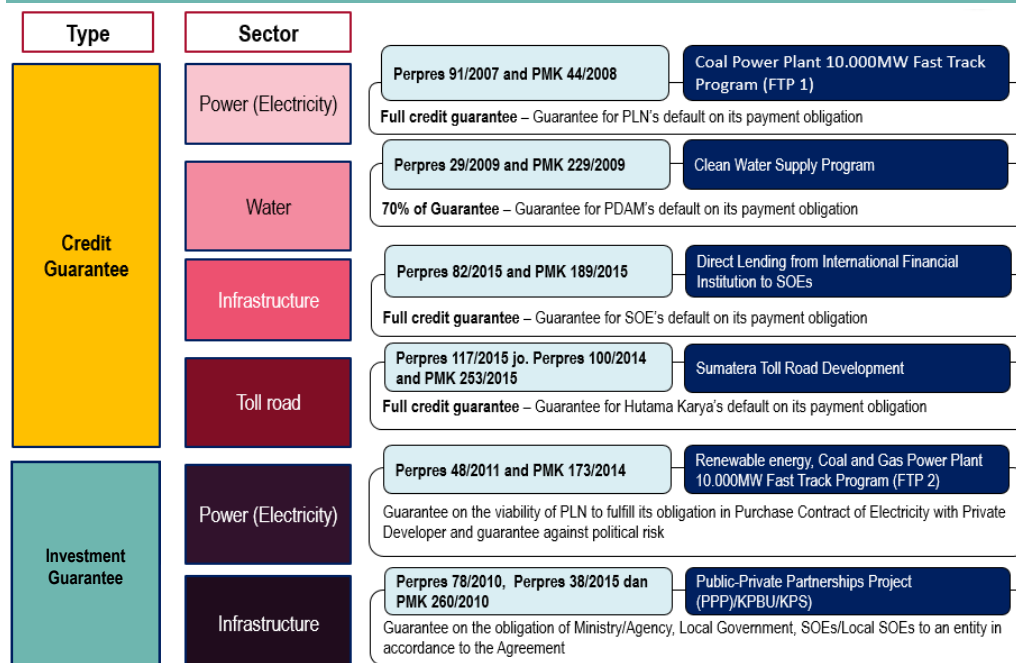 Type
Sector
Credit
Guarantee
Power (Electricity)
Perpres 91/2007 and PMK 44/2008
Coal Power Plant 10.000MW Fast Track
Program (FTP 1)
Full credit guarantee – Guarantee for PLN's default on its payment obligation
Water
Perpres 29/2009 and PMK 229/2009
Clean Water Supply Program
70% of Guarantee – Guarantee for PDAM's default on its payment obligation
Infrastructure
Perpres 82/2015 and PMK 189/2015
Direct Lending from International Financial
Institution to SOEs
Full credit guarantee – Guarantee for SOE's default on its payment obligation
Toll road
Perpres 117/2015 jo. Perpres 100/2014
and PMK 253/2015
Sumatera Toll Road Development
Full credit guarantee – Guarantee for Hutama Karya's default on its payment obligation
Investment
Guarantee
Power (Electricity)
Perpres 48/2011 and PMK 173/2014
Renewable energy, Coal and Gas Power Plant
10.000MW Fast Track Program (FTP 2)
Guarantee on the viability of PLN to fulfill its obligation in Purchase Contract of Electricity with Private
Developer and guarantee against political risk
Infrastructure
Perpres 78/2010, Perpres 38/2015 dan
PMK 260/2010
Public-Private Partnerships Project
(PPP)/KPBU/KPS)
Guarantee on the obligation of Ministry/Agency, Local Government, SOEs/Local SOEs to an entity in
accordance to the Agreement